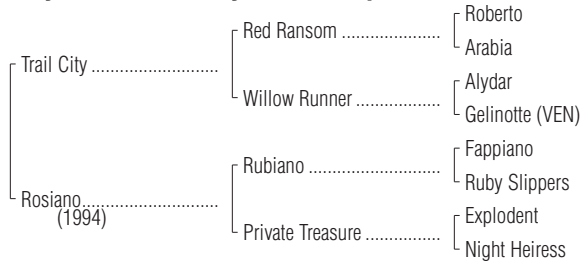 Roberto
Red Ransom ....................
Arabia
Trail City ..........................
Alydar
Willow Runner .................
Gelinotte (VEN)
Fappiano
Rubiano ..........................
Ruby Slippers
Rosiano............................
(1994)
Explodent
Private Treasure ...............
Night Heiress